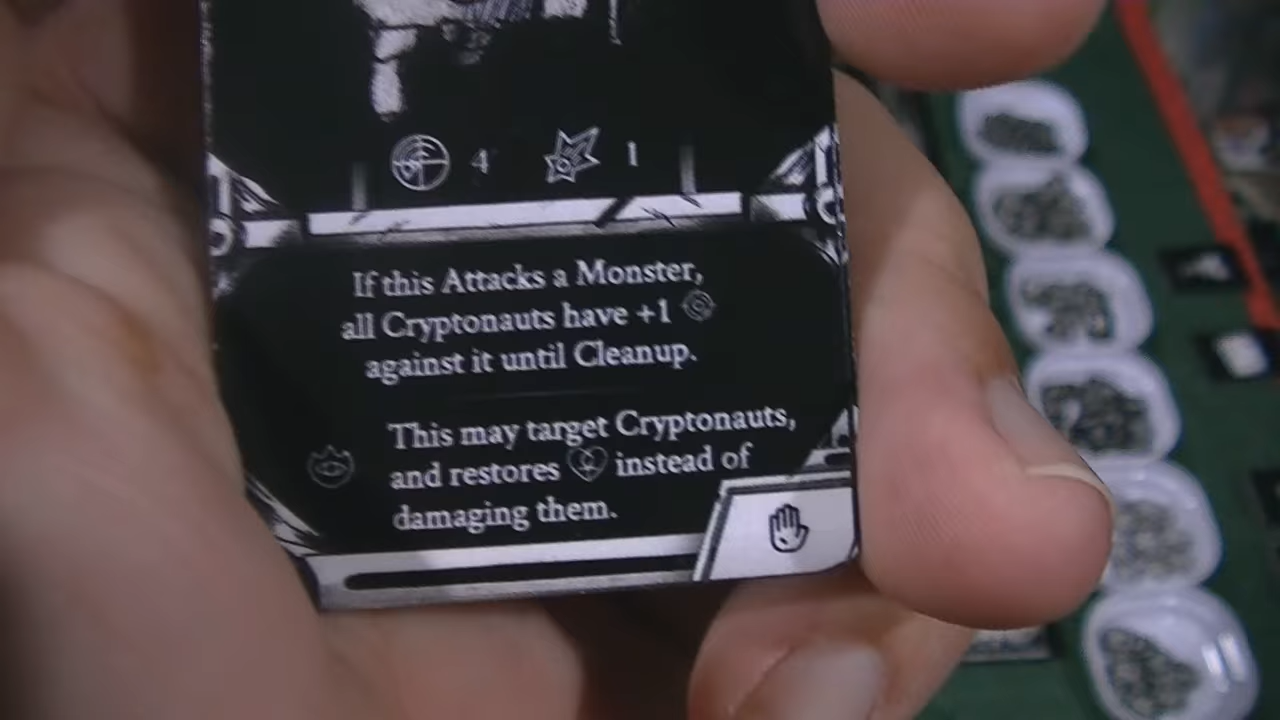 4 1
If this Attacks a Monster,
all Cryptonauts have +1
against it until Cleanup.
This may target Cryptonauts,
and restores instead of
damaging them.